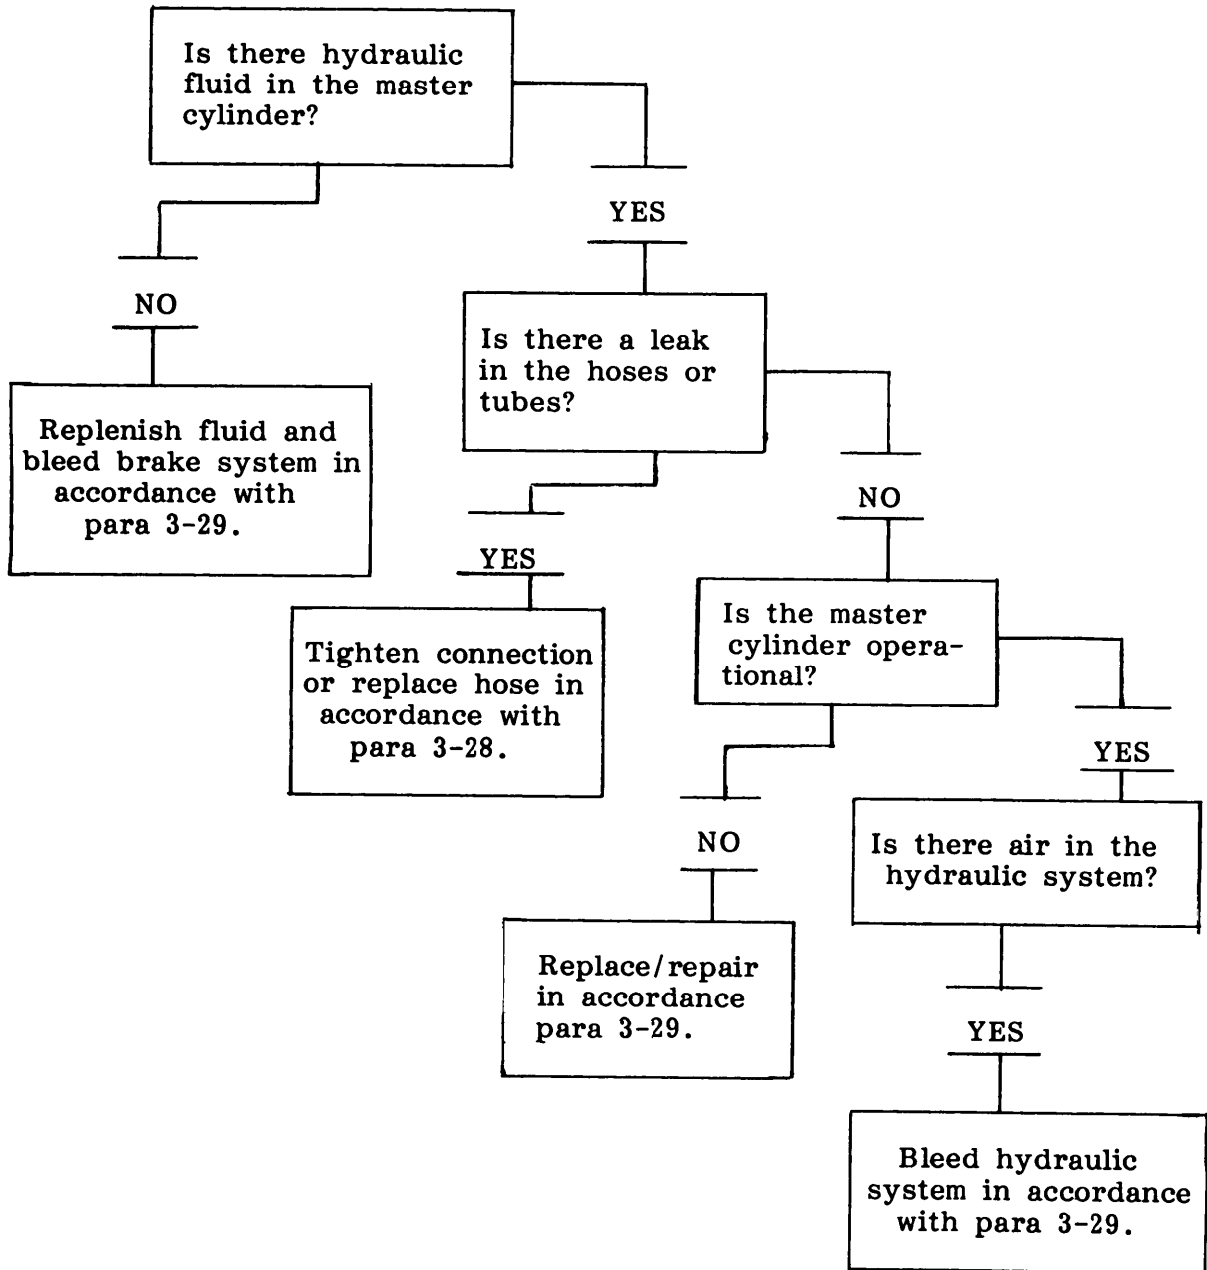 Is there hydraulic
fluid in the master
cylinder?
YES
NO
Is there a leak
in the hoses or
tubes?
Replenish fluid and
bleed brake system in
accordance with
para 3-29.
NO
YES
Is the master
cylinder opera-
tional?
Tighten connection
or replace hose in
accordance with
para 3-28.
YES
NO
Is there air in the
hydraulic system?
Replace/repair
in accordance
para 3-29.
YES
Bleed hydraulic
system in accordance
with para 3-29.